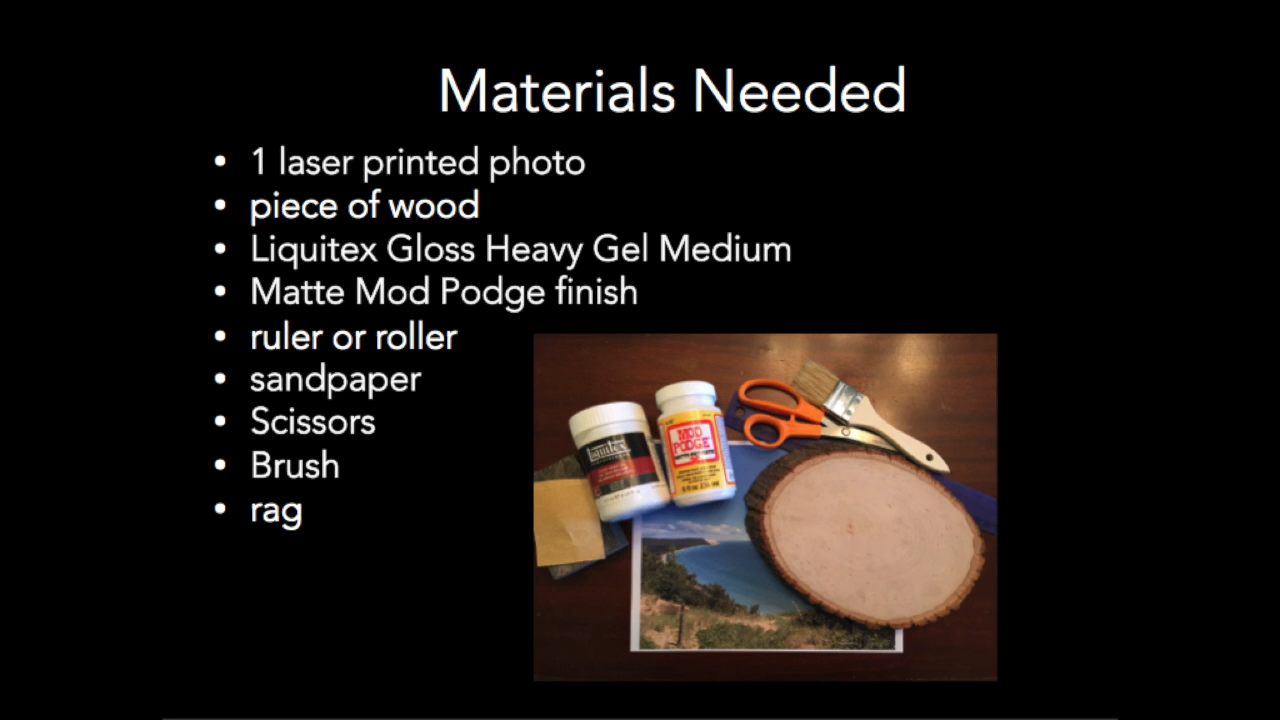 Materials Needed
• 1 laser printed photo
• piece of wood
• Liquitex Gloss Heavy Gel Medium
• Matte Mod Podge finish
• ruler or roller
• sandpaper
• Scissors
• Brush
• rag
Liquitex
MOD
PODGE